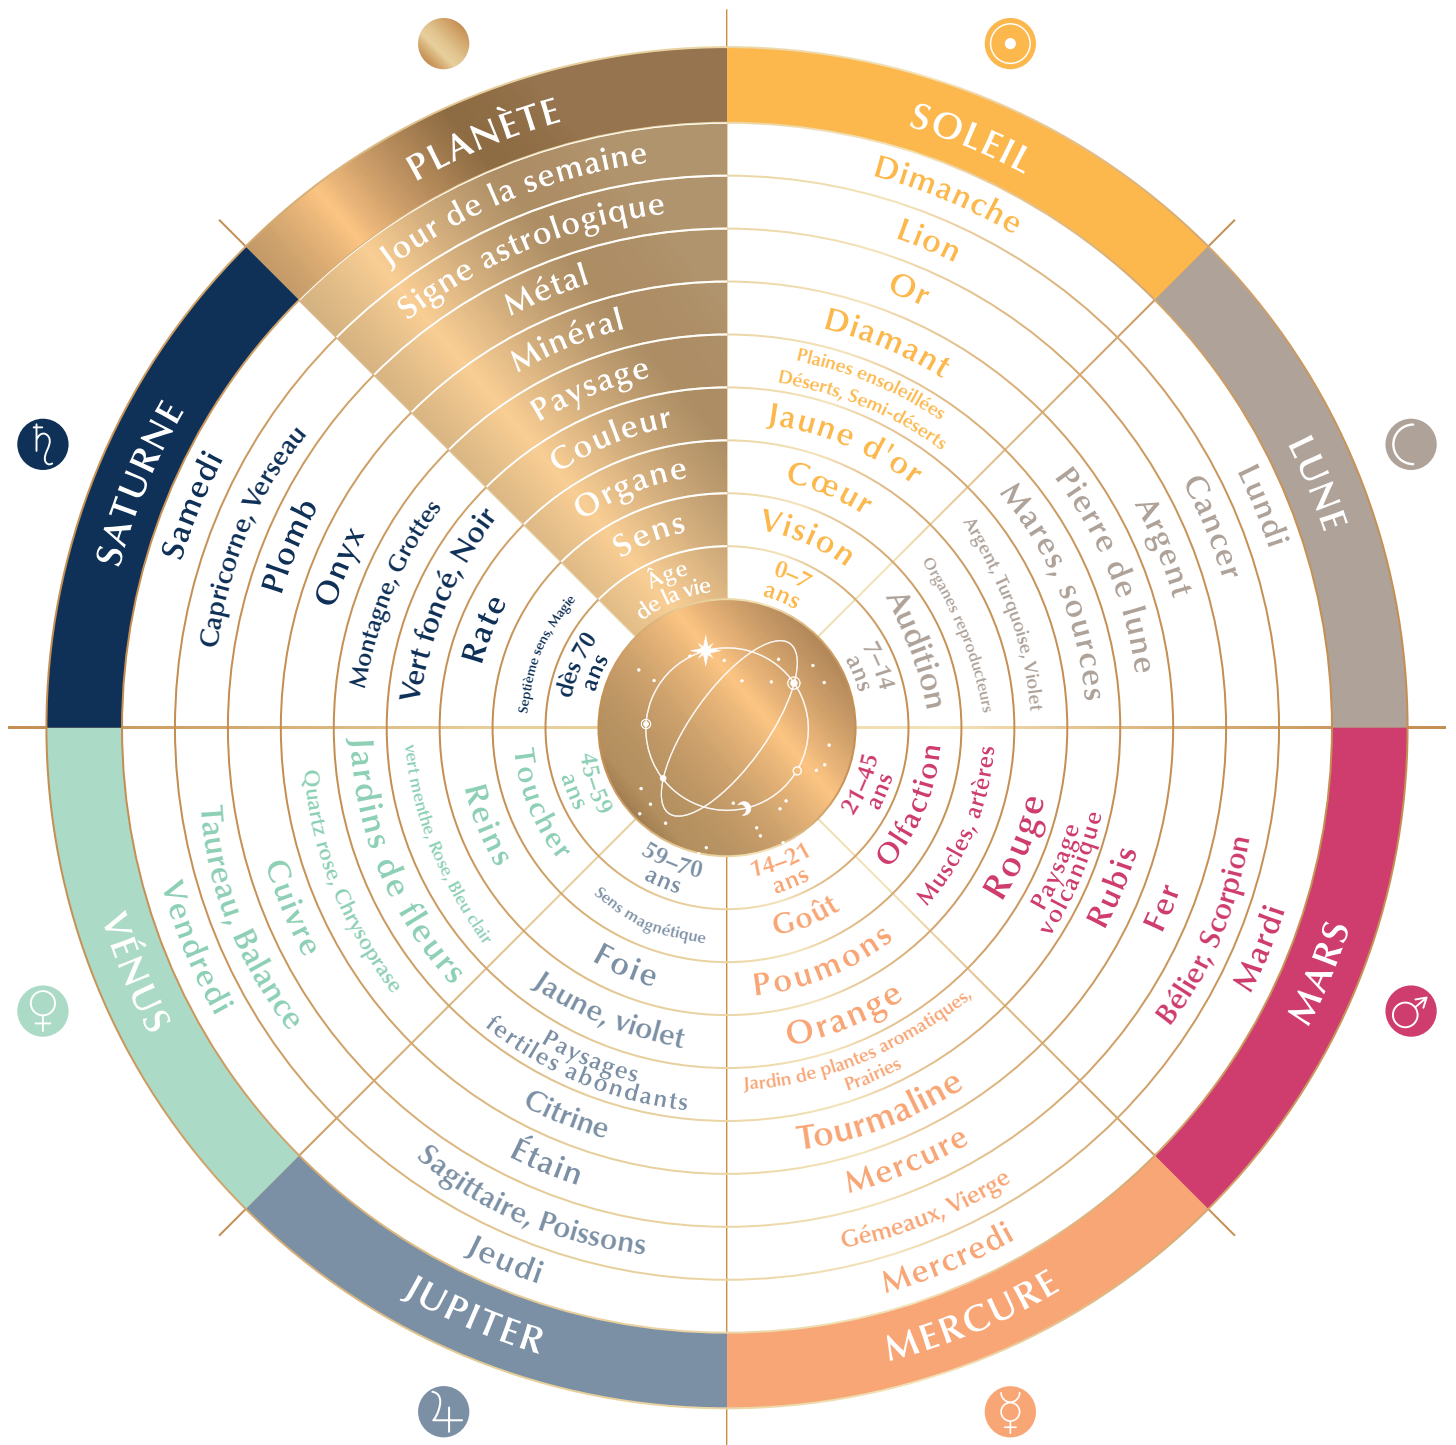 PLANÈTE
Jour de la semaine
Signe astrologique
Métal
Minéral
Paysage
Couleur
Organe
Sens
Âge
de la vie
SOLEIL
Dimanche
Lion
Or
Diamant
Plaines ensoleillées
Déserts, Semi-déserts
Jaune d'or
Cœur
Vision
0–7
ans
LUNE
Lundi
Cancer
Argent
Pierre de lune
Mares, sources
Argent, Turquoise, Violet
Organes reproducteurs
Audition
7–14
ans
MARS
Mardi
Bélier, Scorpion
Fer
Rubis
Paysage
volcanique
Rouge
Muscles, artères
Olfaction
21–45
ans
MERCURE
Mercredi
Gémeaux, Vierge
Mercure
Tourmaline
Jardin de plantes aromatiques,
Prairies
Orange
Poumons
Goût
14–21
ans
JUPITER
Jeudi
Sagittaire, Poissons
Étain
Citrine
Paysages
fertiles abondants
Jaune, violet
Foie
Sens magnétique
59–70
ans
VÉNUS
Vendredi
Taureau, Balance
Cuivre
Quartz rose, Chrysoprase
Jardins de fleurs
vert menthe, Rose, Bleu clair
Reins
Toucher
45–59
ans
SATURNE
Samedi
Capricorne, Verseau
Plomb
Onyx
Montagne, Grottes
Vert foncé, Noir
Rate
Septième sens, Magie
dès 70
ans